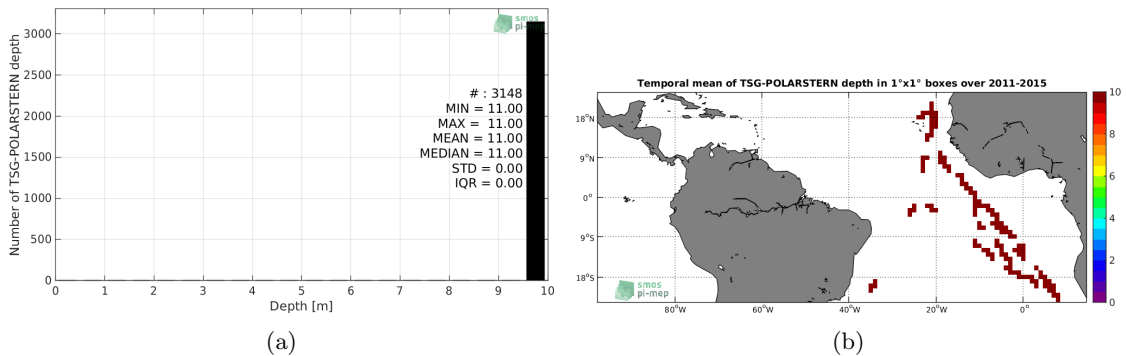 3000
2500
2000
1500
1000
500
0
Number of TSG-POLARSTERN depth
smos
pi-mep
# : 3148
MIN = 11.00
MAX = 11.00
MEAN = 11.00
MEDIAN = 11.00
STD = 0.00
IQR = 0.00
0 1 2 3 4 5 6 7 8 9 10
Depth [m]
(a)
Temporal mean of TSG-POLARSTERN depth in 1°x1° boxes over 2011-2015
18°N
9°N
0°
9°S
18°S
80°W 60°W 40°W 20°W 0°
smos
pi-mep
10
8
6
4
2
0
(b)